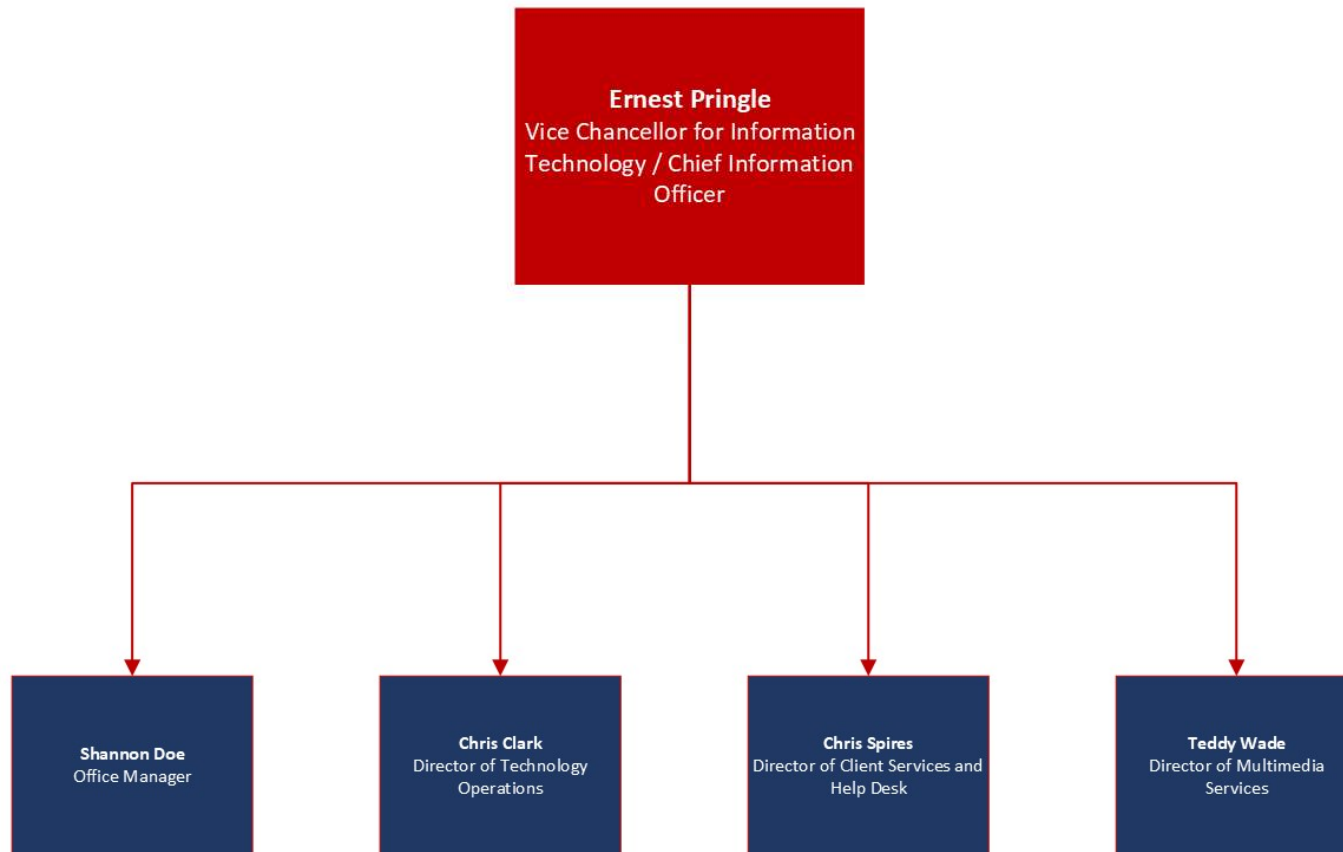 Ernest Pringle
Vice Chancellor for Information
Technology / Chief Information
Officer
Shannon Doe
Office Manager
Chris Clark
Director of Technology
Operations
Chris Spires
Director of Client Services and
Help Desk
Teddy Wade
Director of Multimedia
Services